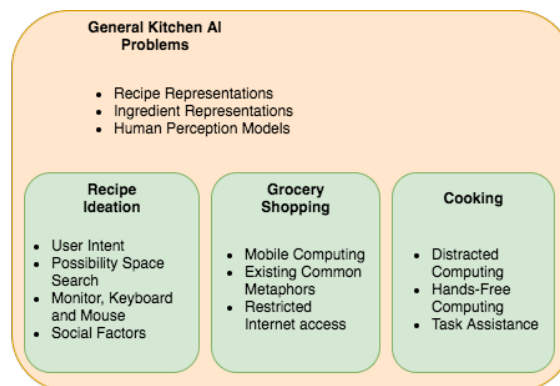 General Kitchen AI
Problems
• Recipe Representations
• Ingredient Representations
• Human Perception Models
Recipe
Ideation
• User Intent
• Possibility Space
Search
• Monitor, Keyboard
and Mouse
• Social Factors
Grocery
Shopping
• Mobile Computing
• Existing Common
Metaphors
• Restricted
Internet access
Cooking
• Distracted
Computing
• Hands-Free
Computing
• Task Assistance